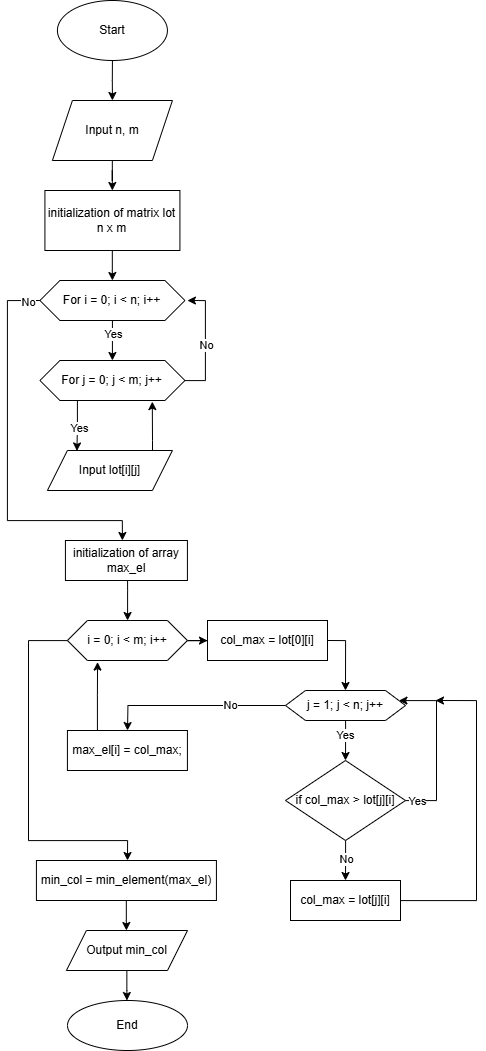 Start
Input n, m
initialization of matrix lot
n x m
For i = 0; i < n; i++
No
Yes
No
For j = 0; j < m; j++
Yes
Input lot[i][j]
initialization of array
max_el
i = 0; i < m; i++
col_max = lot[0][i]
j = 1; j < n; j++
No
Yes
max_el[i] = col_max;
if col_max > lot[j][i]
Yes
No
min_col = min_element(max_el)
col_max = lot[j][i]
Output min_col
End